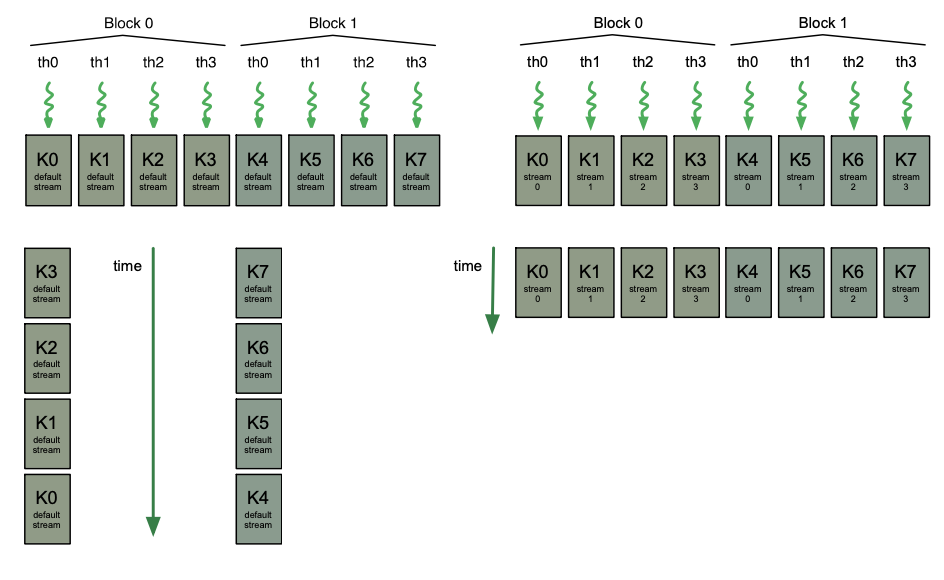 Block 0
Block 1
th0 th1 th2 th3 th0 th1 th2 th3
K0 K1 K2 K3 K4 K5 K6 K7
default default default default default default default default
stream stream stream stream stream stream stream stream
time
K3
default
stream
K2
default
stream
K1
default
stream
K0
default
stream
K7
default
stream
K6
default
stream
K5
default
stream
K4
default
stream
Block 0
Block 1
th0 th1 th2 th3 th0 th1 th2 th3
K0 K1 K2 K3 K4 K5 K6 K7
stream stream stream stream stream stream stream stream
0 1 2 3 0 1 2 3
time
K0 K1 K2 K3 K4 K5 K6 K7
stream stream stream stream stream stream stream stream
0 1 2 3 0 1 2 3